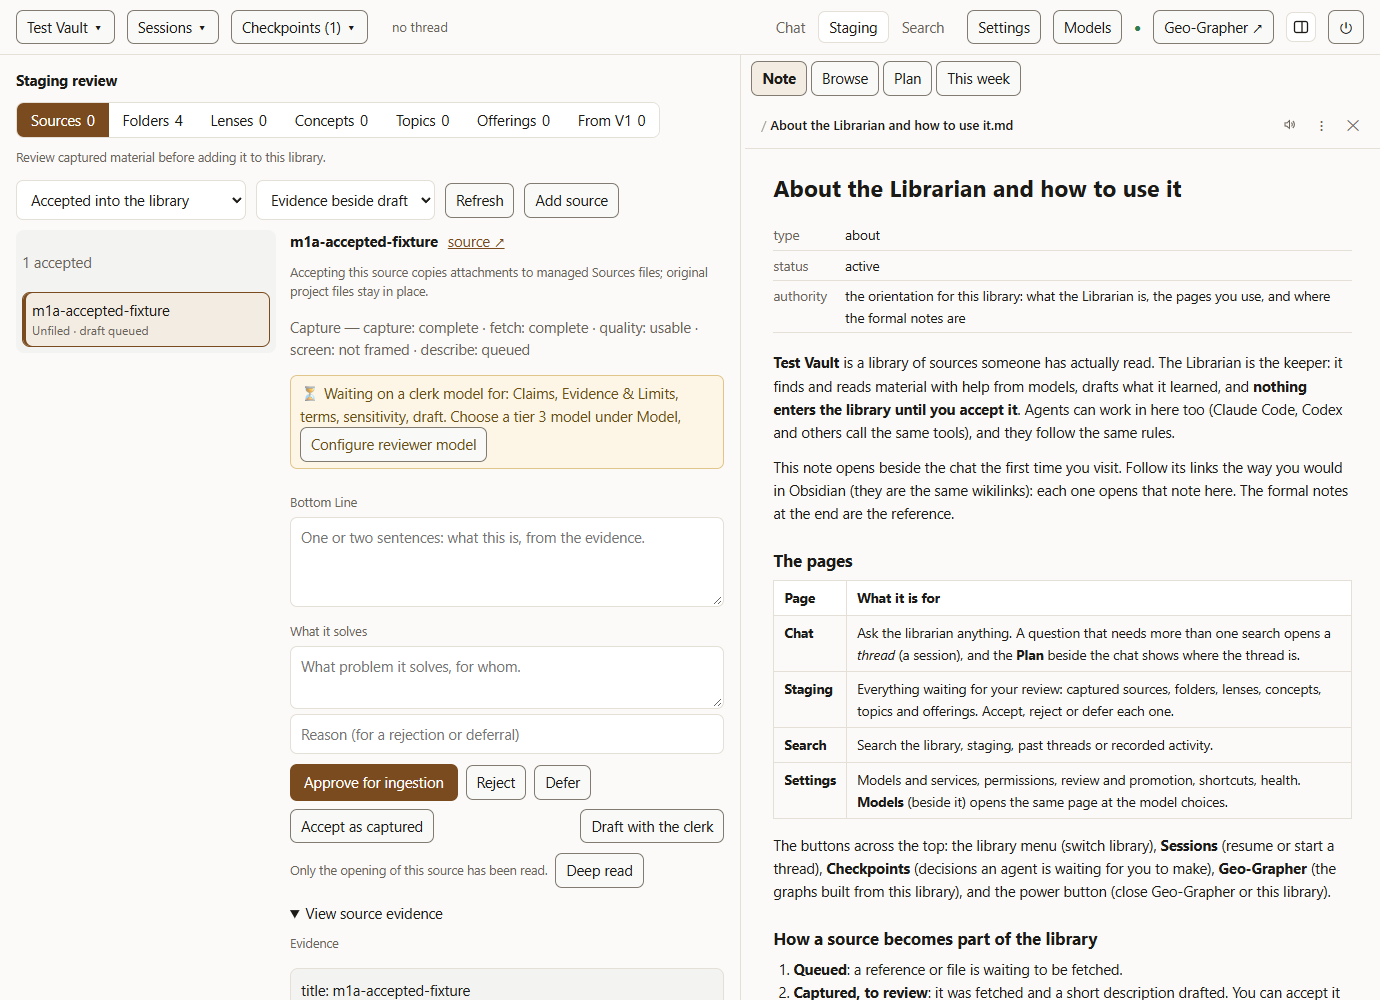 Test Vault ▾ Sessions ▾ Checkpoints (1) ▾ no thread Chat Staging Search Settings Models Geo-Grapher ↗
Staging review
Sources 0 Folders 4 Lenses 0 Concepts 0 Topics 0 Offerings 0 From V1 0
Review captured material before adding it to this library.
Accepted into the library Evidence beside draft Refresh Add source
1 accepted
m1a-accepted-fixture
Unfiled · draft queued
m1a-accepted-fixture source ↗
Accepting this source copies attachments to managed Sources files; original
project files stay in place.
Capture — capture: complete · fetch: complete · quality: usable ·
screen: not framed · describe: queued
⏳ Waiting on a clerk model for: Claims, Evidence & Limits,
terms, sensitivity, draft. Choose a tier 3 model under Model,
Configure reviewer model
Bottom Line
One or two sentences: what this is, from the evidence.
What it solves
What problem it solves, for whom.
Reason (for a rejection or deferral)
Approve for ingestion Reject Defer
Accept as captured Draft with the clerk
Only the opening of this source has been read. Deep read
▼ View source evidence
Evidence
title: m1a-accepted-fixture
Note Browse Plan This week
/ About the Librarian and how to use it.md
About the Librarian and how to use it
type about
status active
authority the orientation for this library: what the Librarian is, the pages you use, and where
the formal notes are
Test Vault is a library of sources someone has actually read. The Librarian is the keeper: it
finds and reads material with help from models, drafts what it learned, and nothing
enters the library until you accept it. Agents can work in here too (Claude Code, Codex
and others call the same tools), and they follow the same rules.
This note opens beside the chat the first time you visit. Follow its links the way you would
in Obsidian (they are the same wikilinks): each one opens that note here. The formal notes
at the end are the reference.
The pages
Page What it is for
Chat Ask the librarian anything. A question that needs more than one search opens a
thread (a session), and the Plan beside the chat shows where the thread is.
Staging Everything waiting for your review: captured sources, folders, lenses, concepts,
topics and offerings. Accept, reject or defer each one.
Search Search the library, staging, past threads or recorded activity.
Settings Models and services, permissions, review and promotion, shortcuts, health.
Models (beside it) opens the same page at the model choices.
The buttons across the top: the library menu (switch library), Sessions (resume or start a
thread), Checkpoints (decisions an agent is waiting for you to make), Geo-Grapher (the
graphs built from this library), and the power button (close Geo-Grapher or this library).
How a source becomes part of the library
1. Queued: a reference or file is waiting to be fetched.
2. Captured, to review: it was fetched and a short description drafted. You can accept it